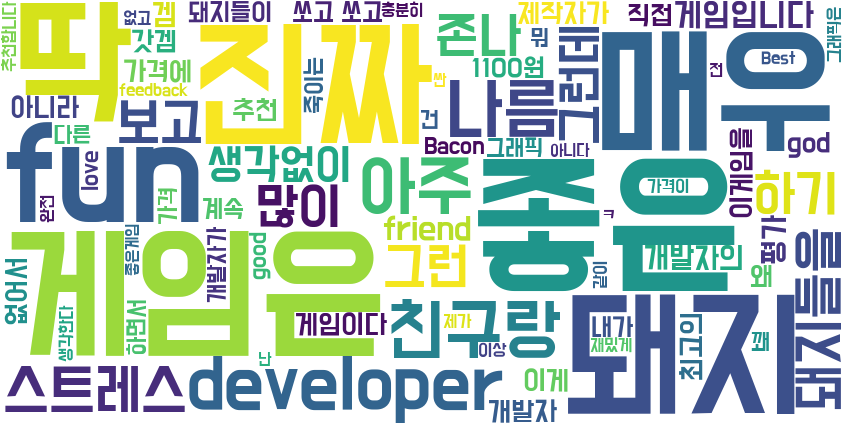 추천합니다
없고
겜
돼지들이
쏘고
쏘고
충분히
제작자가
직접
게임입니다
그래픽은
딱
갓겜
진짜
존나
뭔
매우
Best
가격에
feedback
죽이는
싼
1100원
그런데
전
아니라
보고
추천
건
나름
다른
love
Bacon
그래픽
아니다
god
이게임을
fun
생각없이
아주
좋은
가격이
하기
완전
가격
계속
많이
ㅋ
friend
게임은
없어서
좋은게임
하면서
개발자가
good
그런
개발자의
같이
왜
평가
돼지들을
생각한다
난
게임이다
친구랑
제가
이상
내가
재밌게
최고인
꽤
돼지
스트레스
developer
이게
개발자